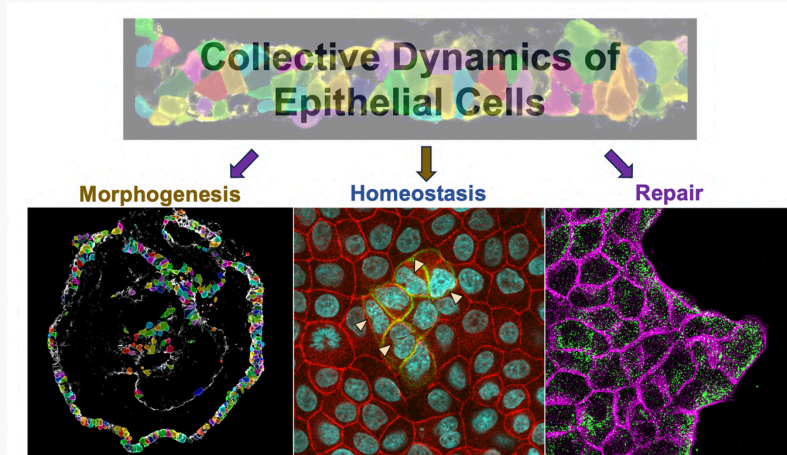 Collective Dynamics of
Epithelial Cells
Morphogenesis
Homeostasis
Repair